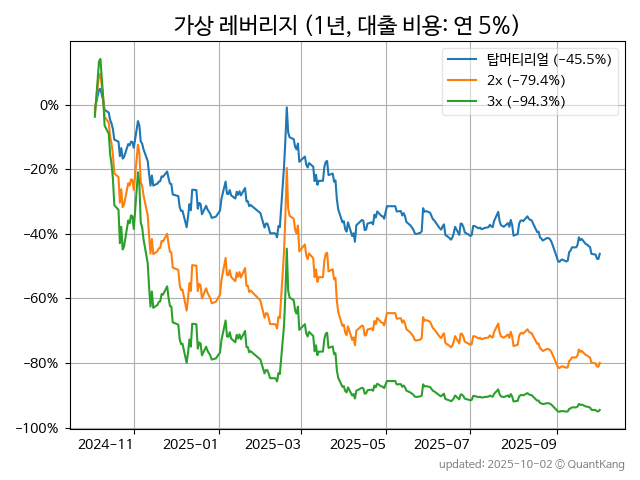 가상 레버리지 (1년, 대출 비용: 연 5%)
탑머티리얼 (−45.5%)
2x (−79.4%)
3x (−94.3%)
0%
−20%
−40%
−60%
−80%
−100%
2024-11
2025-01
2025-03
2025-05
2025-07
2025-09
updated: 2025-10-02 © QuantKang